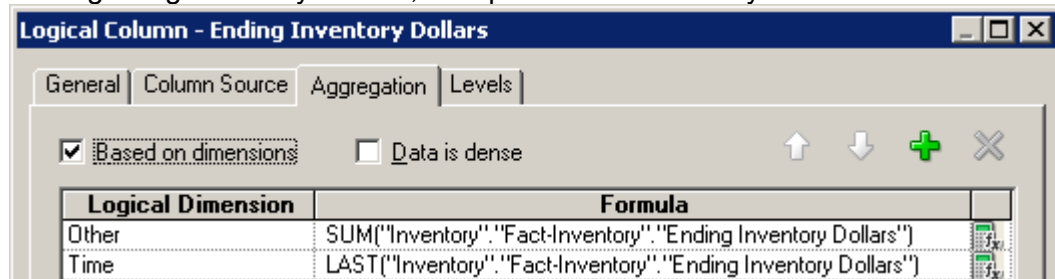 Logical Column - Ending Inventory Dollars
General Column Source Aggregation Levels
Based on dimensions Data is dense
Logical Dimension Formula
Other SUM("Inventory"."Fact-Inventory"."Ending Inventory Dollars")
Time LAST("Inventory"."Fact-Inventory"."Ending Inventory Dollars")